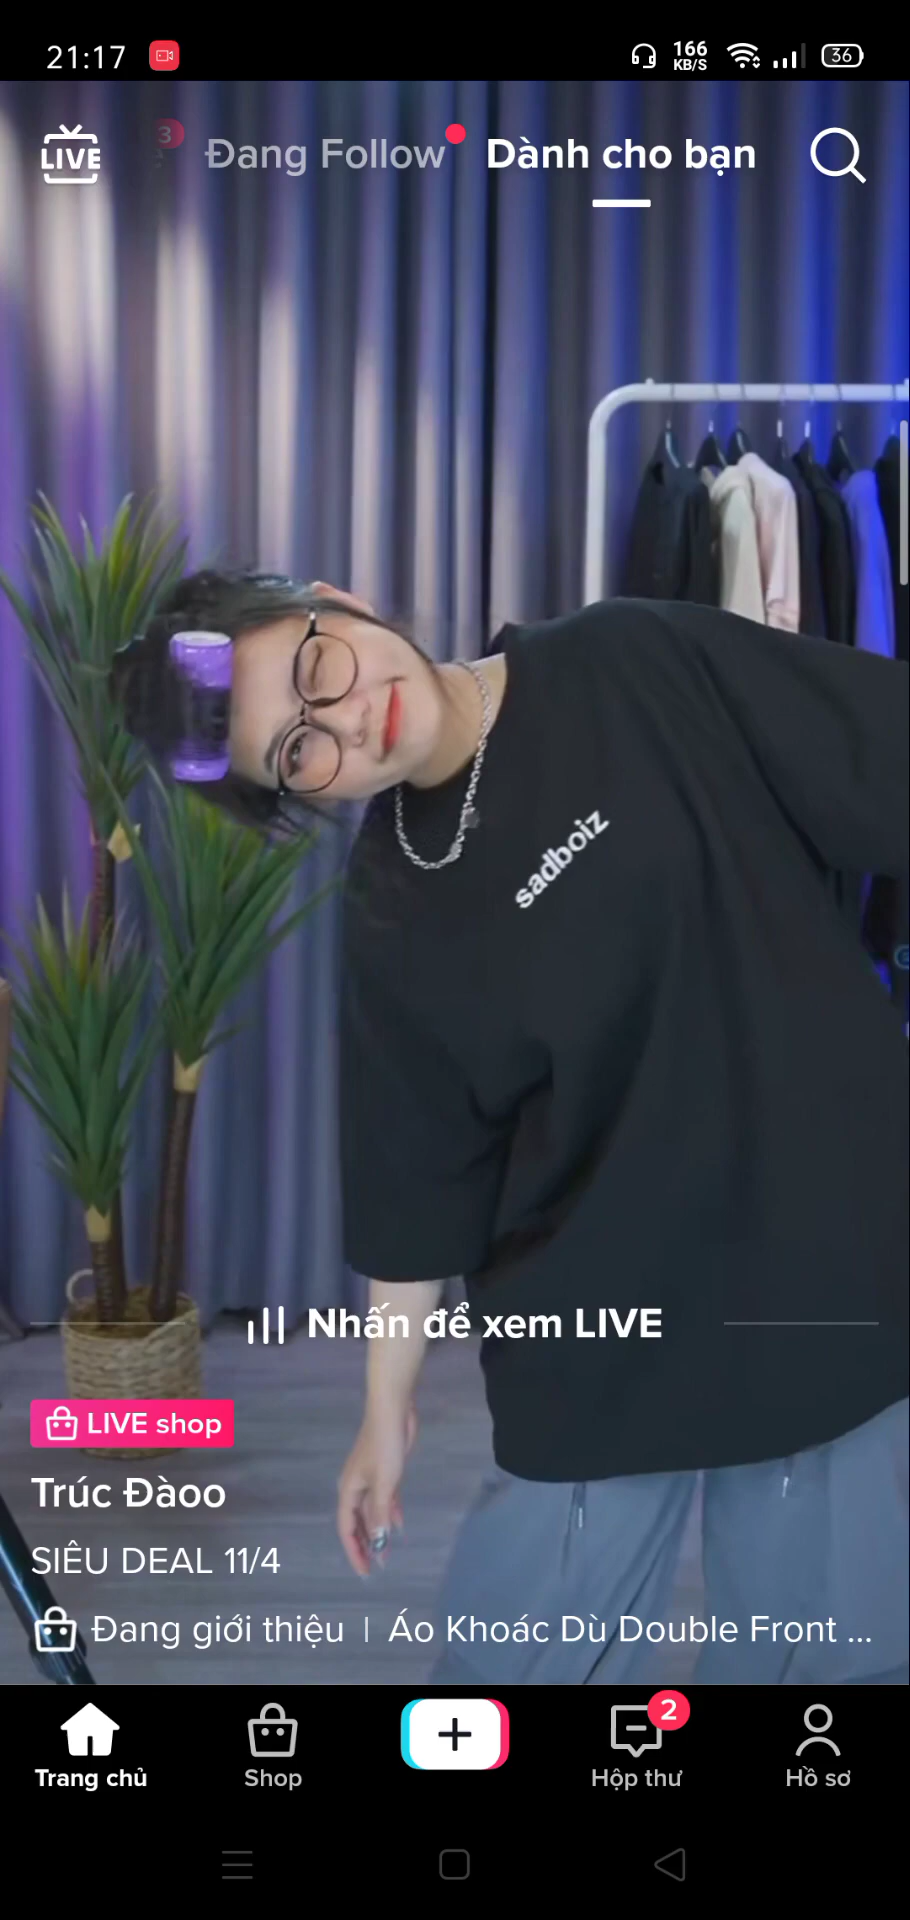 21:17
166
KB/S
36
LIVE
3
Đang Follow
Dành cho bạn
sadboiz
Nhấn để xem LIVE
LIVE shop
Trúc Đàoo
SIÊU DEAL 11/4
Đang giới thiệu | Áo Khoác Dù Double Front ...
2
Trang chủ
Shop
Hộp thư
Hồ sơ